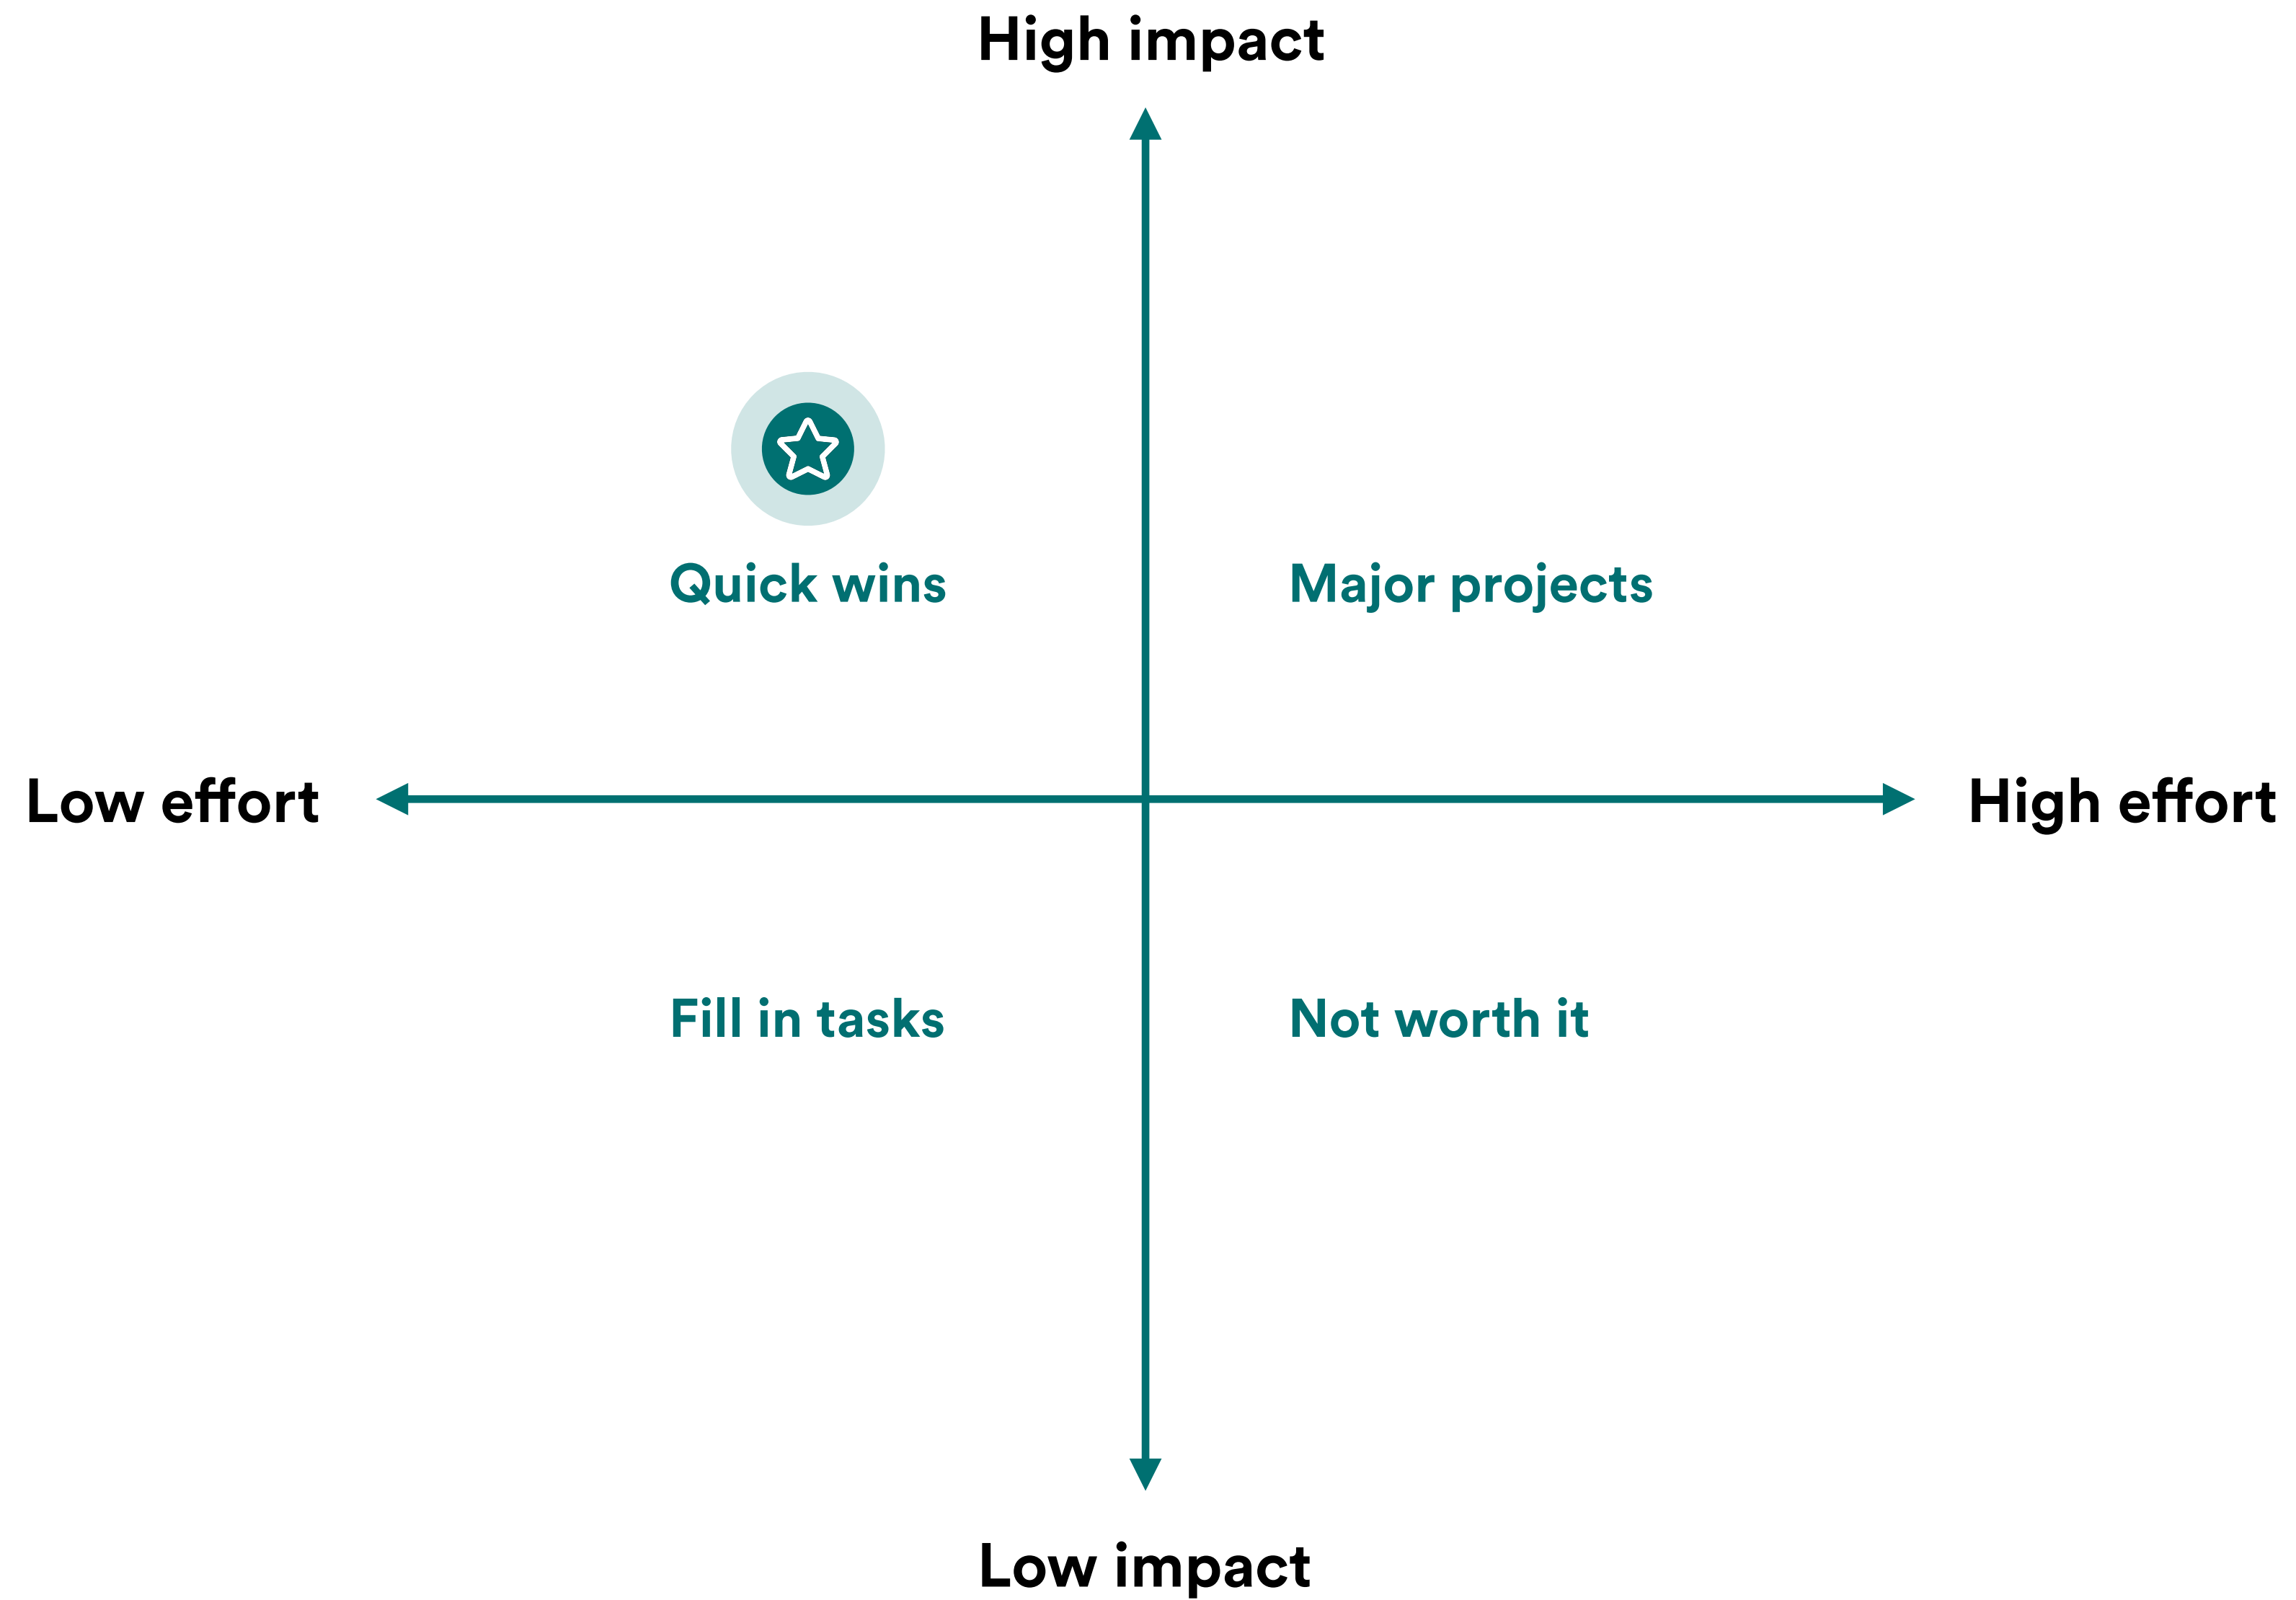 High impact
Quick wins
Major projects
Low effort
High effort
Fill in tasks
Not worth it
Low impact